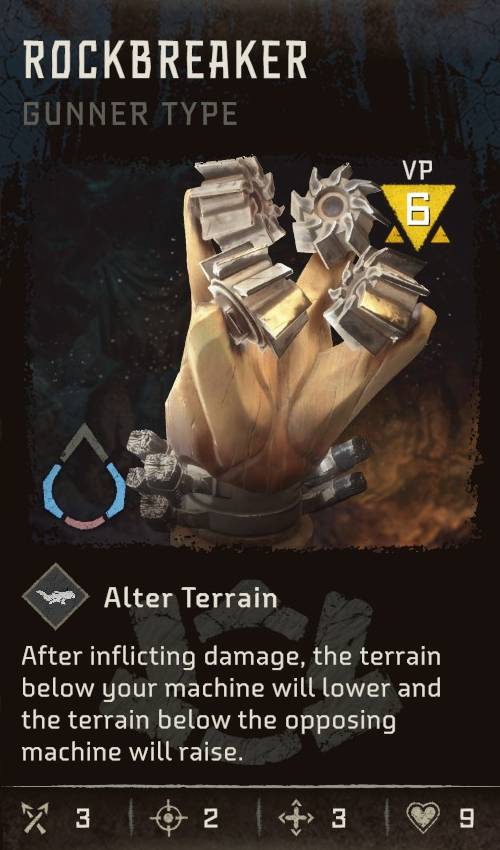 ROCKBREAKER
GUNNER TYPE
VP
6
Alter Terrain
After inflicting damage, the terrain
below your machine will lower and
the terrain below the opposing
machine will raise.
3 2 3 9